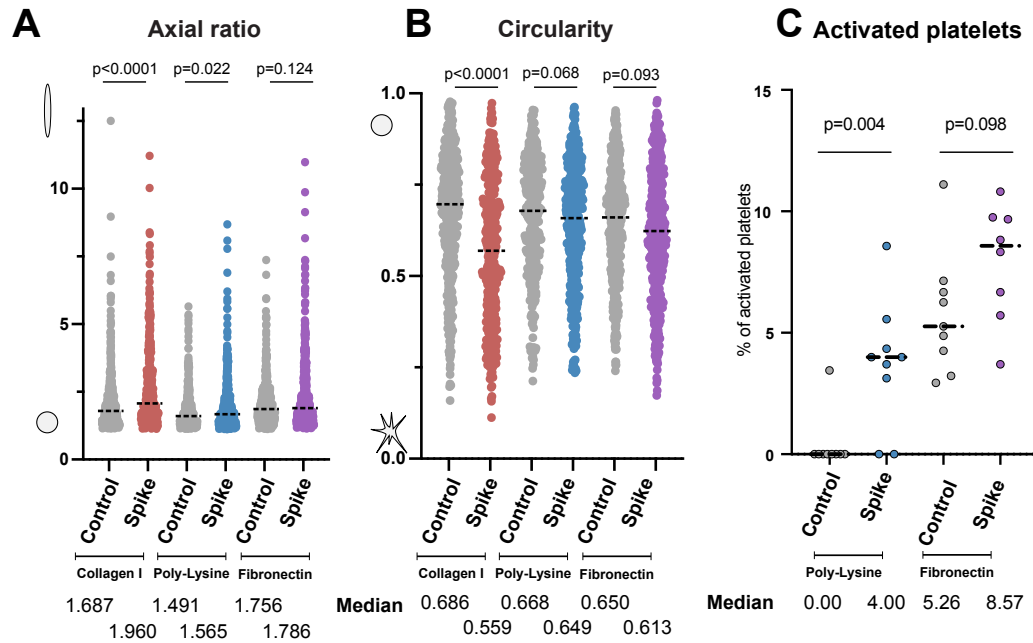 A
Axial ratio
p<0.0001 p=0.022 p=0.124
10
5
0
Control Spike Control Spike Control Spike
Collagen I Poly-Lysine Fibronectin
1.687 1.491 1.756
1.960 1.565 1.786
B
Circularity
p<0.0001 p=0.068 p=0.093
1.0
0.5
0.0
Control Spike Control Spike Control Spike
Collagen I Poly-Lysine Fibronectin
Median 0.686 0.668 0.650
0.559 0.649 0.613
C
Activated platelets
p=0.004 p=0.098
% of activated platelets
15
10
5
0
Control Spike Control Spike
Poly-Lysine Fibronectin
Median 0.00 4.00 5.26 8.57